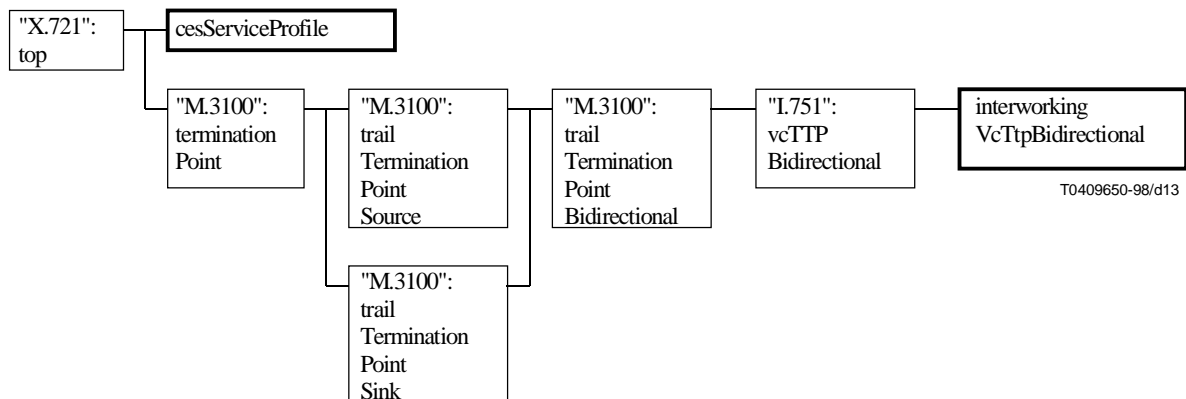 "X.721":
top
cesServiceProfile
"M.3100":
termination
Point
"M.3100":
trail
Termination
Point
Source
"M.3100":
trail
Termination
Point
Bidirectional
"I.751":
vcTTP
Bidirectional
interworking
VcTtpBidirectional
T0409650-98/d13
"M.3100":
trail
Termination
Point
Sink